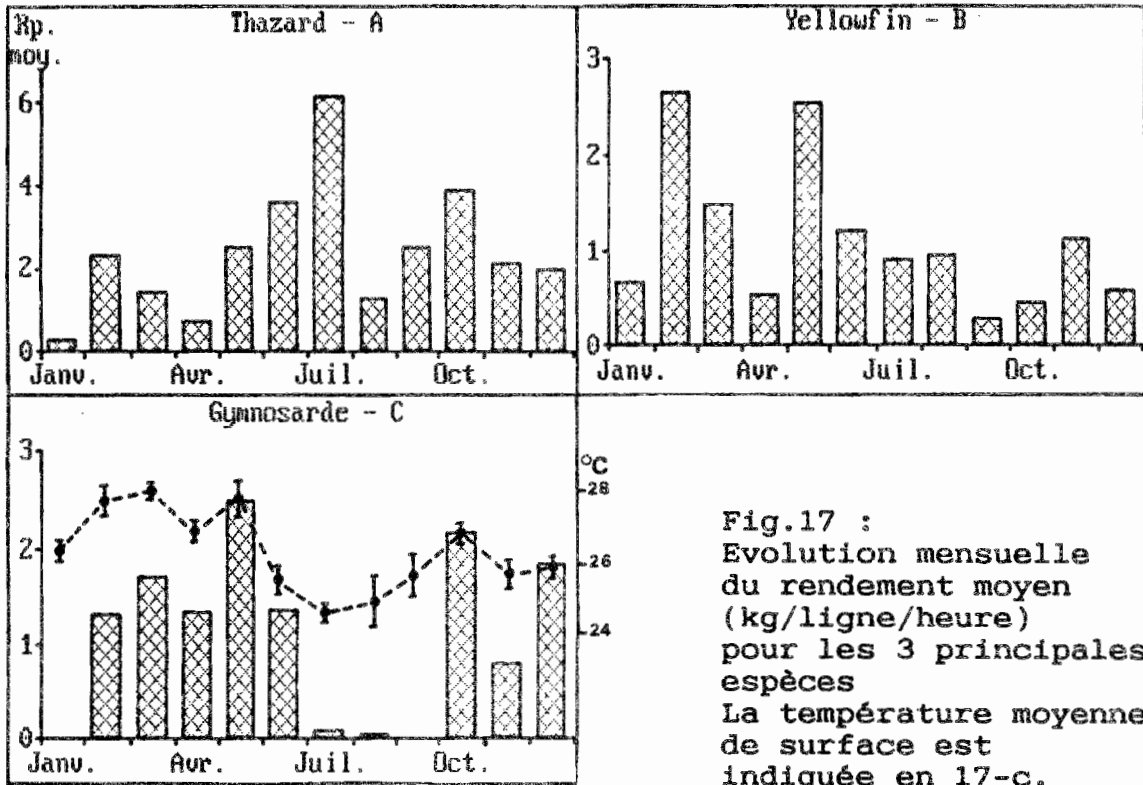 Thazard - A
Rp.
moy.
6
4
2
0
Janv. Avr. Juil. Oct.
Yellowfin - B
3
2
1
0
Janv. Avr. Juil. Oct.
Gymnosarde - C
3
2
1
0
°C
28
26
24
Janv. Avr. Juil. Oct.
Fig.17 :
Evolution mensuelle
du rendement moyen
(kg/ligne/heure)
pour les 3 principales
espèces
La température moyenne
de surface est
indiquée en 17-c.